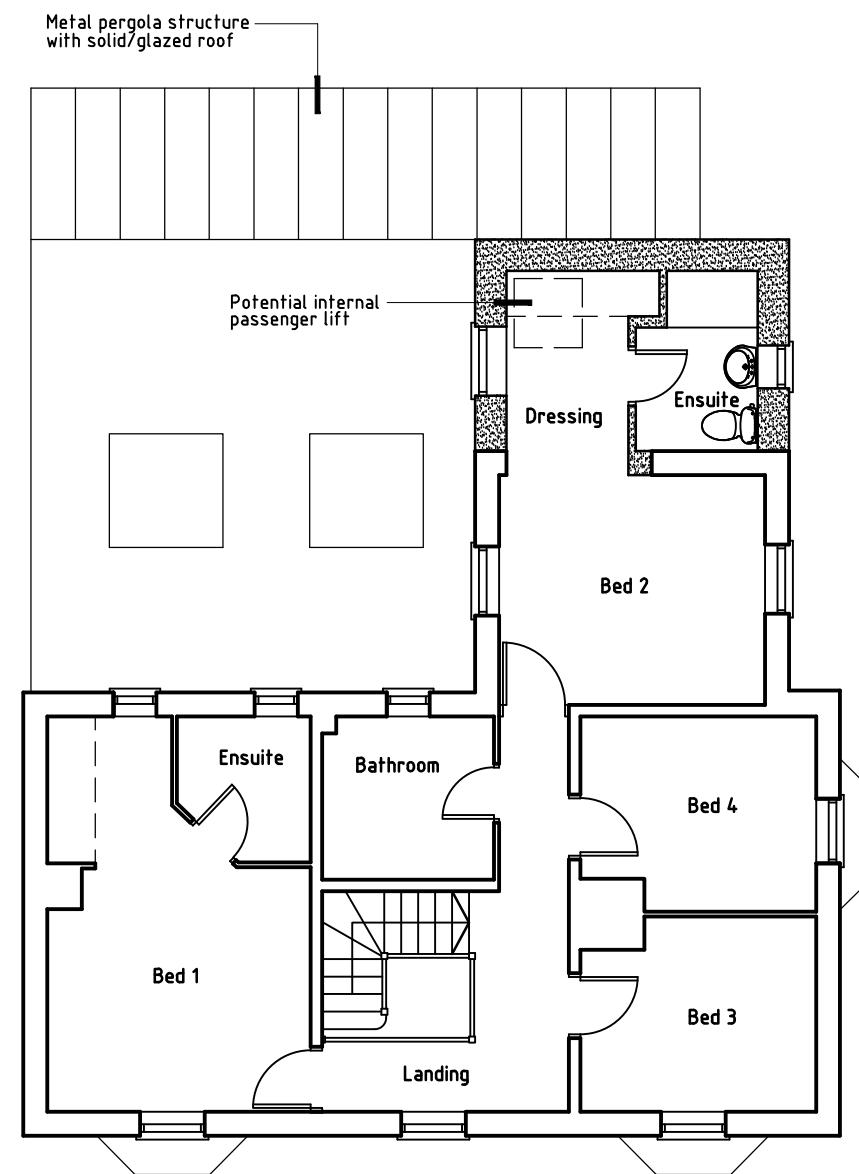 Metal pergola structure
with solid/glazed roof
Potential internal
passenger lift
Dressing
Ensuite
Bed 2
Ensuite
Bathroom
Bed 4
Bed 1
Bed 3
Landing